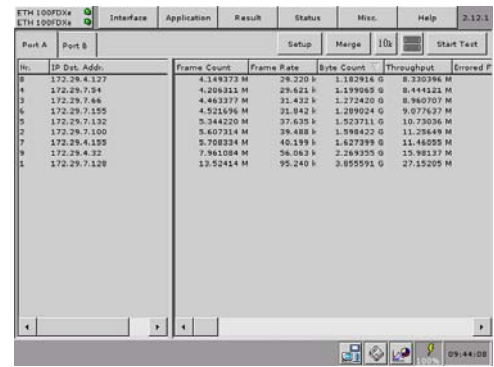 ETH 100FDXe Interface Application Result Status Misc. Help 2.12.1
ETH 100FDXe
Port A Port B Setup Merge 10k Start Test
Nr. IP Dst. Addr. Frame Count Frame Rate Byte Count Throughput Errored F
8 172.29.4.127 4.149373 M 29.220 k 1.182916 G 8.330396 M
4 172.29.7.54 4.206311 M 29.621 k 1.199065 G 8.444121 M
3 172.29.7.66 4.463377 M 31.432 k 1.272420 G 8.960707 M
6 172.29.7.155 4.521696 M 31.842 k 1.289024 G 9.077637 M
5 172.29.7.132 5.344220 M 37.635 k 1.523711 G 10.73036 M
2 172.29.7.100 5.607314 M 39.488 k 1.598422 G 11.25649 M
7 172.29.4.155 5.708334 M 40.199 k 1.627399 G 11.46055 M
9 172.29.4.32 7.961084 M 56.063 k 2.269355 G 15.98137 M
1 172.29.7.128 13.52414 M 95.240 k 3.855591 G 27.15205 M
100% 09:44:08